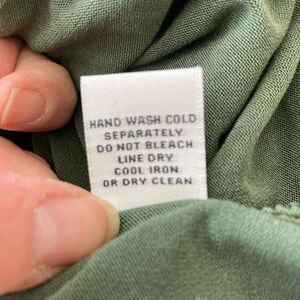 HAND WASH COLD
SEPARATELY
DO NOT BLEACH
LINE DRY
COOL IRON
OR DRY CLEAN